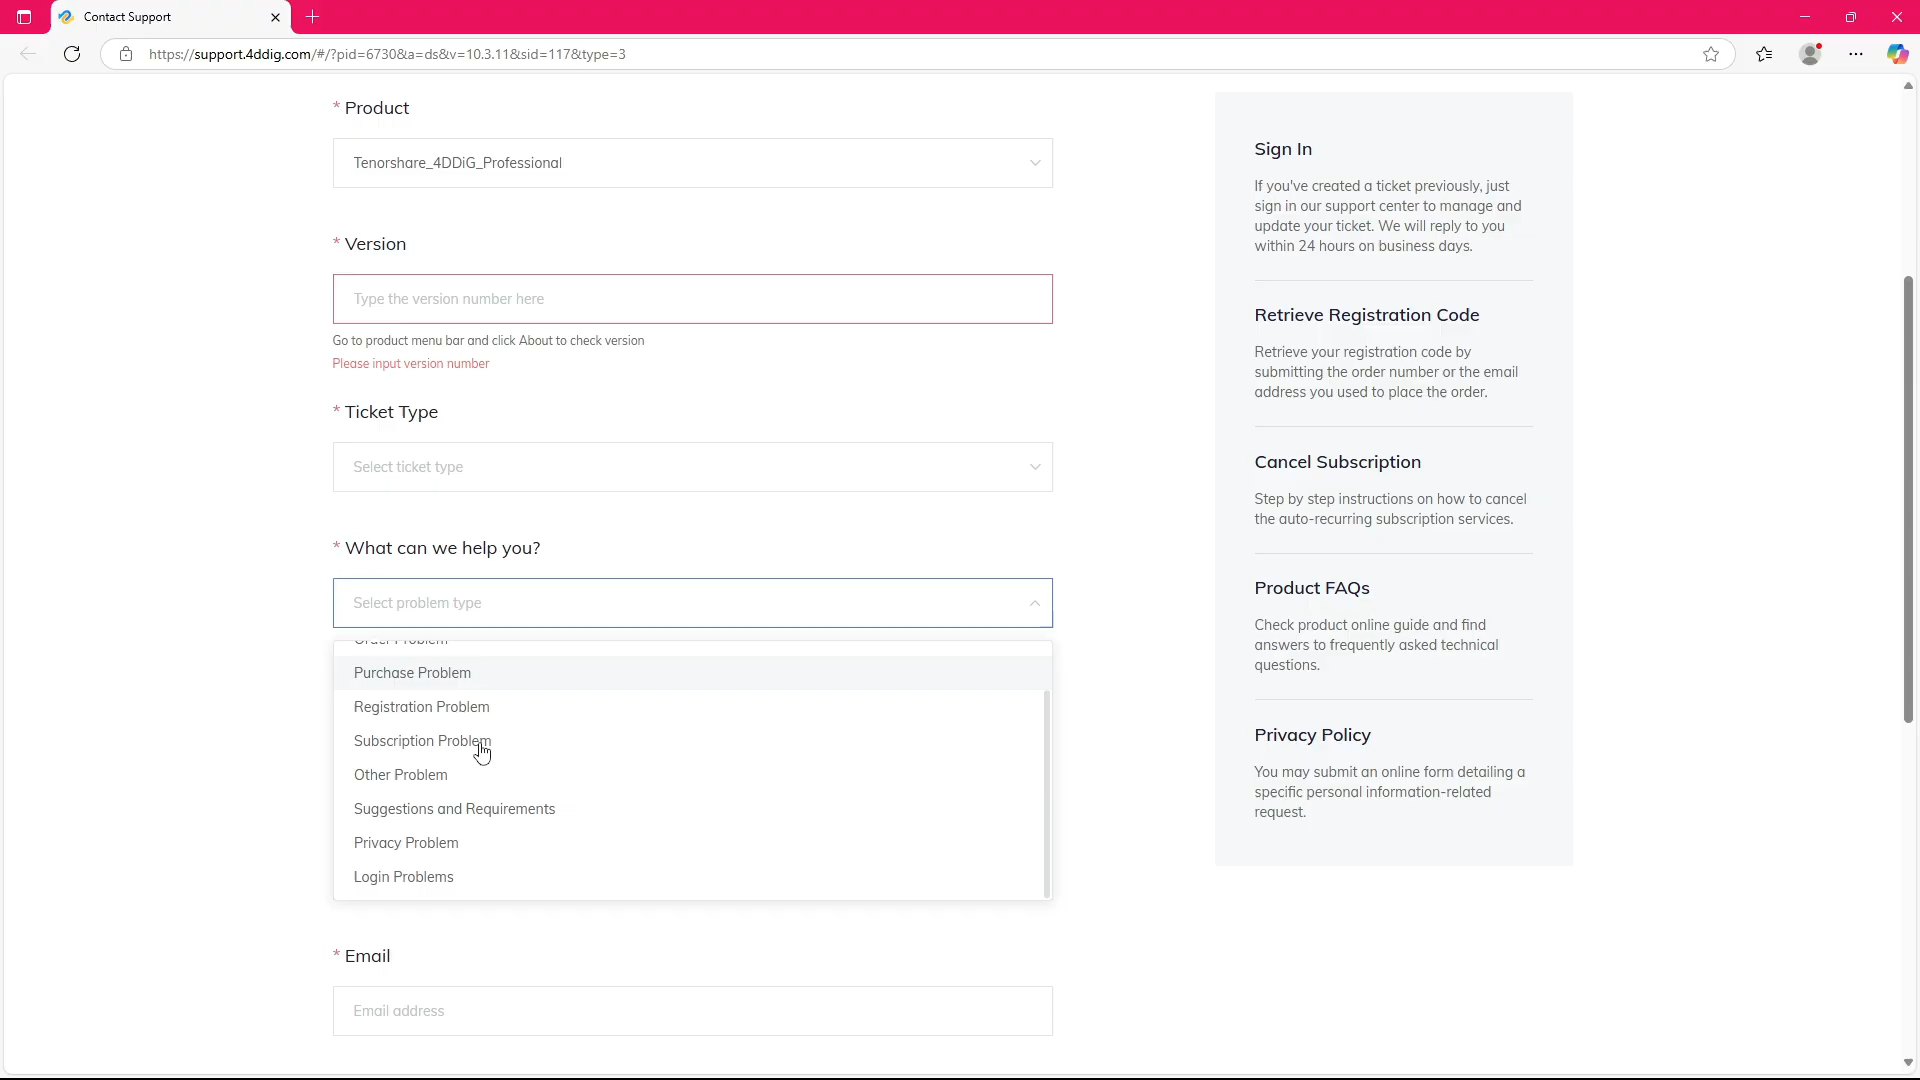 Contact Support
https://support.4ddig.com/#/?pid=6730&a=ds&v=10.3.11&sid=117&type=3
* Product
Tenorshare_4DDiG_Professional
* Version
Type the version number here
Go to product menu bar and click About to check version
Please input version number
* Ticket Type
Select ticket type
* What can we help you?
Select problem type
Order Problem
Purchase Problem
Registration Problem
Subscription Problem
Other Problem
Suggestions and Requirements
Privacy Problem
Login Problems
* Email
Email address
Sign In
If you've created a ticket previously, just
sign in our support center to manage and
update your ticket. We will reply to you
within 24 hours on business days.
Retrieve Registration Code
Retrieve your registration code by
submitting the order number or the email
address you used to place the order.
Cancel Subscription
Step by step instructions on how to cancel
the auto-recurring subscription services.
Product FAQs
Check product online guide and find
answers to frequently asked technical
questions.
Privacy Policy
You may submit an online form detailing a
specific personal information-related
request.